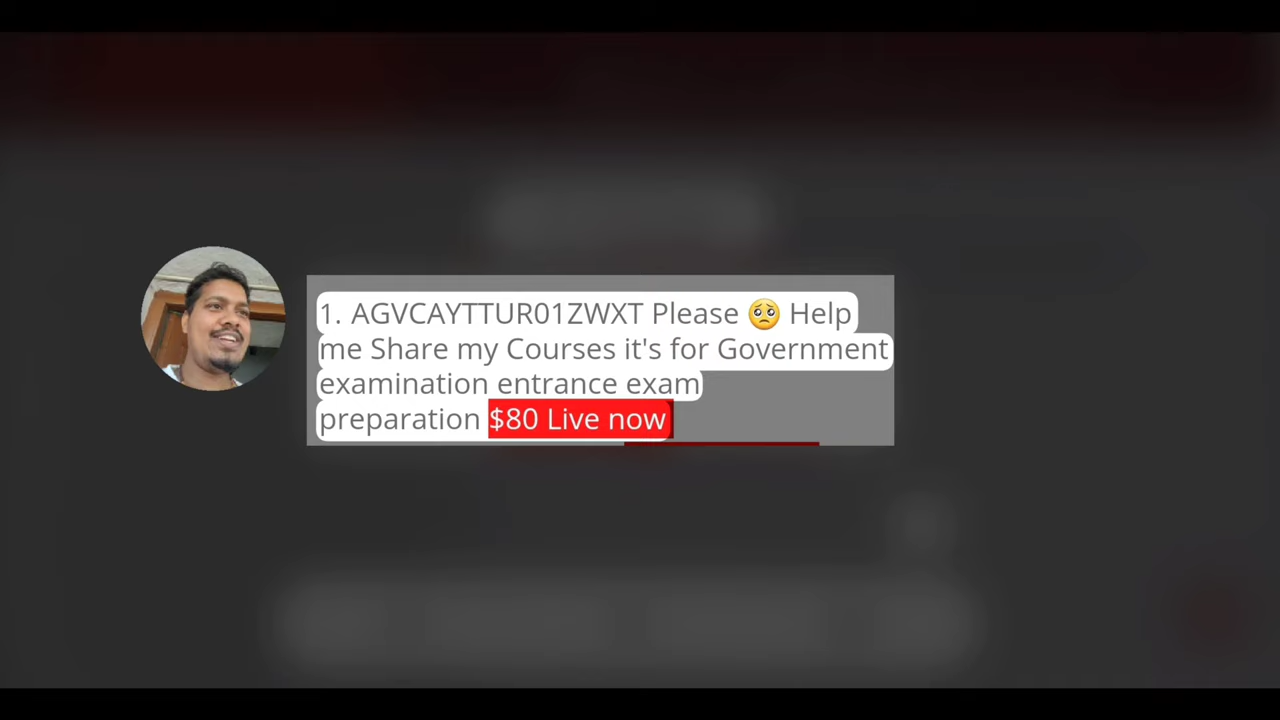 1. AGVCAYTTUR01ZWXT Please 🥺 Help
me Share my Courses it's for Government
examination entrance exam
preparation $80 Live now